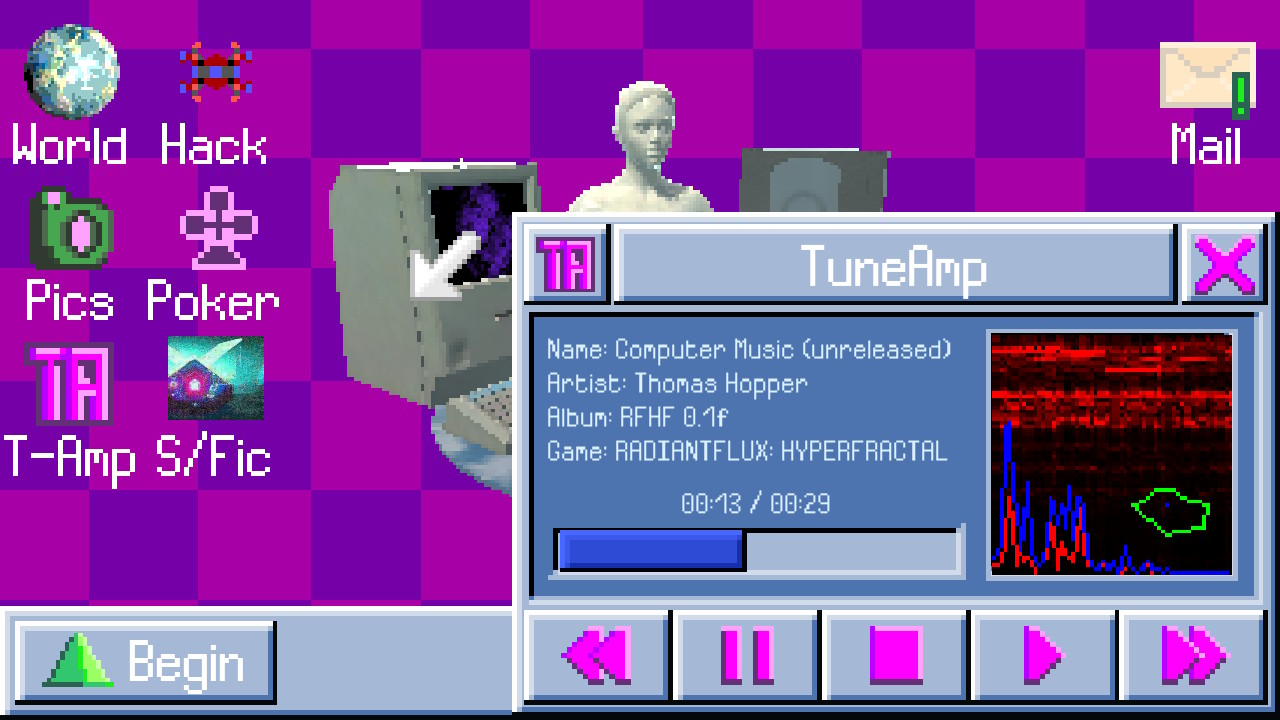 World Hack
Mail
Pics Poker
T-Amp S/Fic
TA
TA TuneAmp
Name: Computer Music (unreleased)
Artist: Thomas Hopper
Album: RFHF 0.1f
Game: RADIANTFLUX: HYPERFRACTAL
00:13 / 00:29
Begin